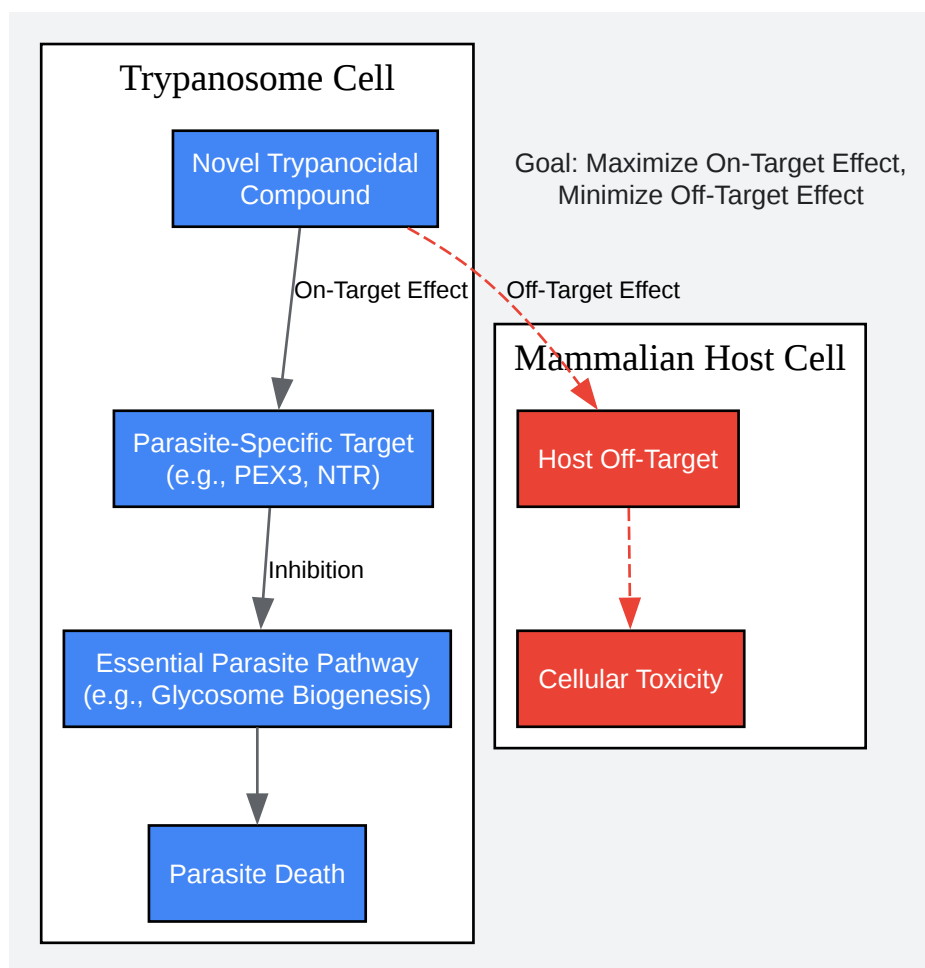 Trypanosome Cell
Novel Trypanocidal
Compound
Goal: Maximize On-Target Effect,
Minimize Off-Target Effect
On-Target Effect
Off-Target Effect
Mammalian Host Cell
Parasite-Specific Target
(e.g., PEX3, NTR)
Host Off-Target
Inhibition
Essential Parasite Pathway
(e.g., Glycosome Biogenesis)
Cellular Toxicity
Parasite Death